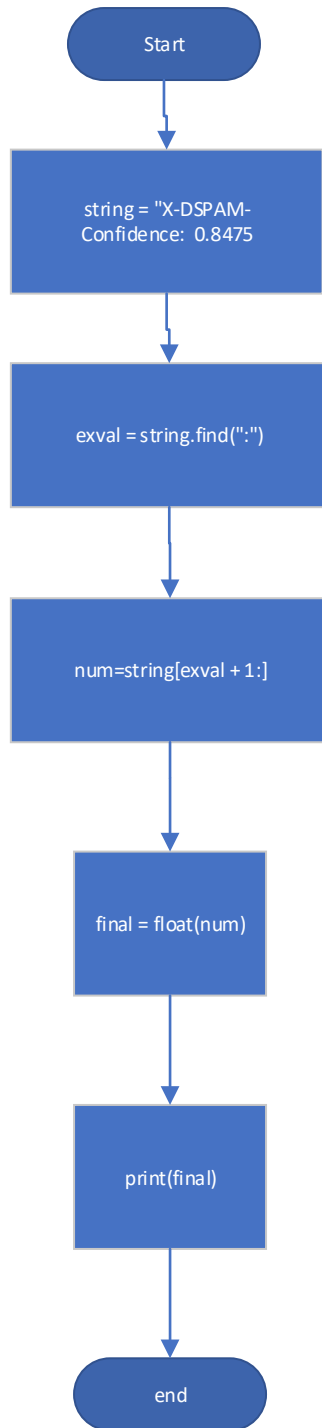 Start
string = "X-DSPAM-
Confidence:  0.8475
exval = string.find(":")
num=string[exval + 1:]
final = float(num)
print(final)
end